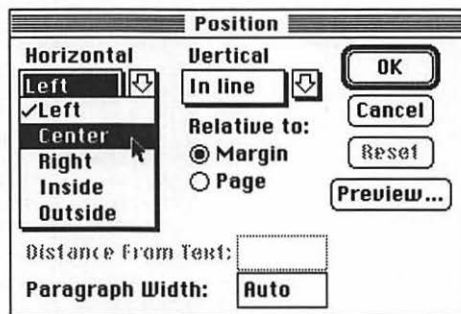 Position
Horizontal
Left
Left
Center
Right
Inside
Outside
Vertical
In line
Relative to:
Margin
Page
OK
Cancel
Reset
Preview...
Distance From Text:
Paragraph Width: Auto